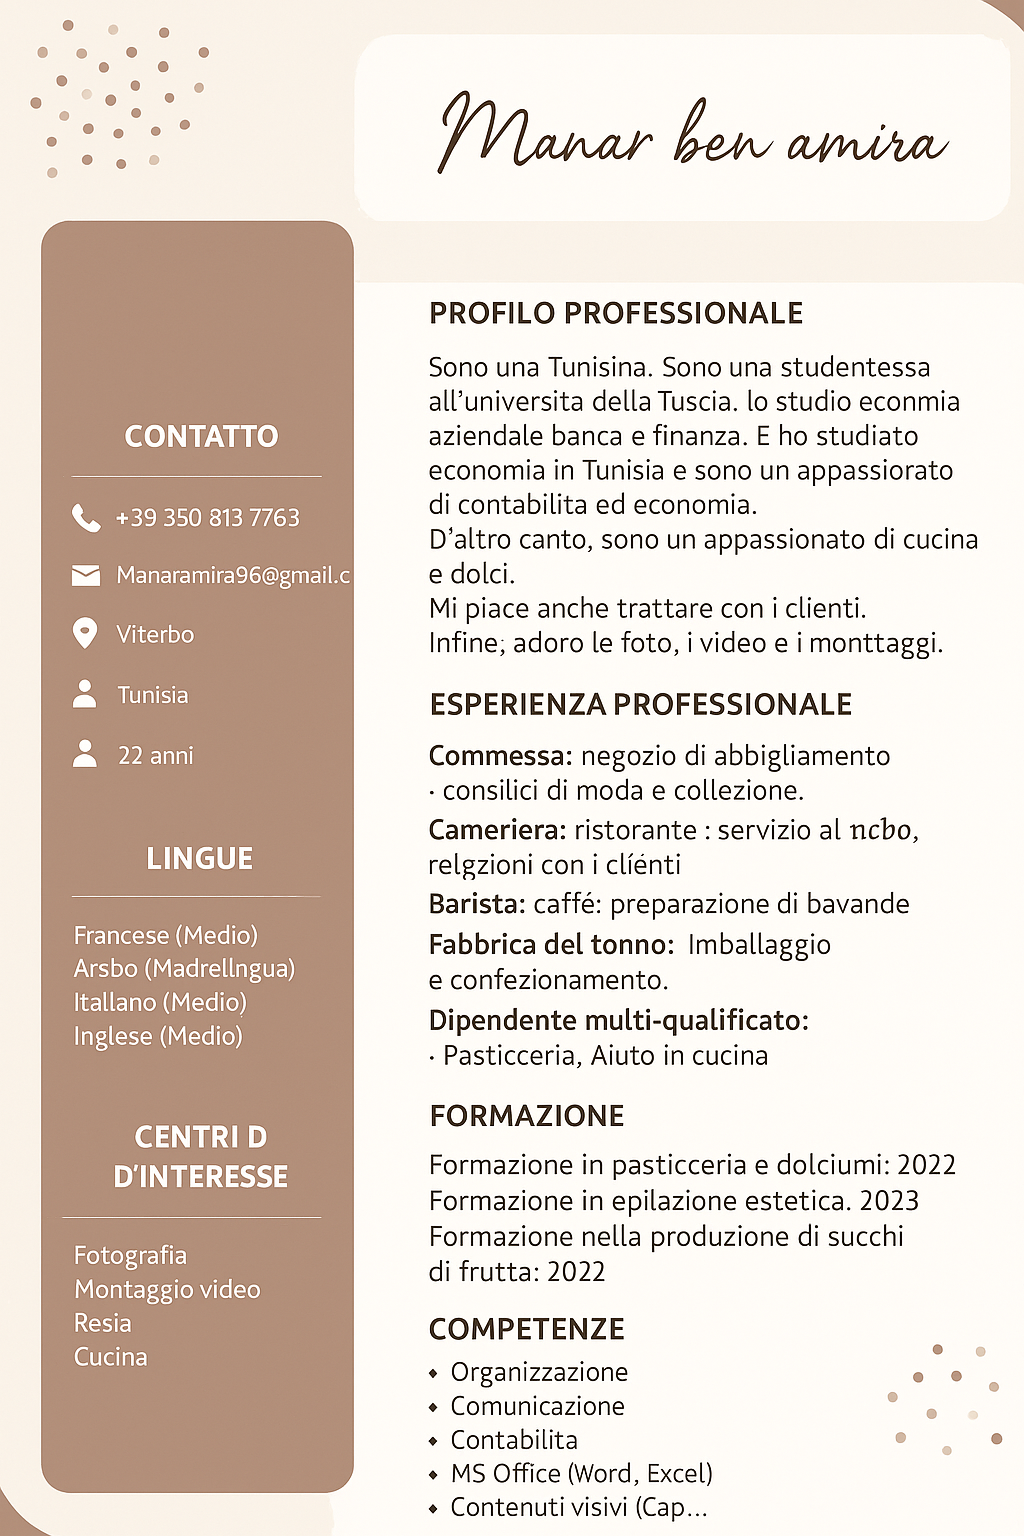 Manar ben amira
CONTATTO
+39 350 813 7763
Manaramira96@gmail.c
Viterbo
Tunisia
22 anni
LINGUE
Francese (Medio)
Arsbo (Madrellngua)
Itallano (Medio)
Inglese (Medio)
CENTRI D
D'INTERESSE
Fotografia
Montaggio video
Resia
Cucina
PROFILO PROFESSIONALE
Sono una Tunisina. Sono una studentessa
all'universita della Tuscia. lo studio econmia
aziendale banca e finanza. E ho studiato
economia in Tunisia e sono un appassiorato
di contabilita ed economia.
D'altro canto, sono un appassionato di cucina
e dolci.
Mi piace anche trattare con i clienti.
Infine; adoro le foto, i video e i monttaggi.
ESPERIENZA PROFESSIONALE
Commessa: negozio di abbigliamento
· consilici di moda e collezione.
Cameriera: ristorante : servizio al ncbo,
relgzioni con i clíénti
Barista: caffé: preparazione di bavande
Fabbrica del tonno: Imballaggio
e confezionamento.
Dipendente multi-qualificato:
· Pasticceria, Aiuto in cucina
FORMAZIONE
Formazione in pasticceria e dolciumi: 2022
Formazione in epilazione estetica. 2023
Formazione nella produzione di succhi
di frutta: 2022
COMPETENZE
⬩ Organizzazione
⬩ Comunicazione
⬩ Contabilita
⬩ MS Office (Word, Excel)
⬩ Contenuti visivi (Cap...